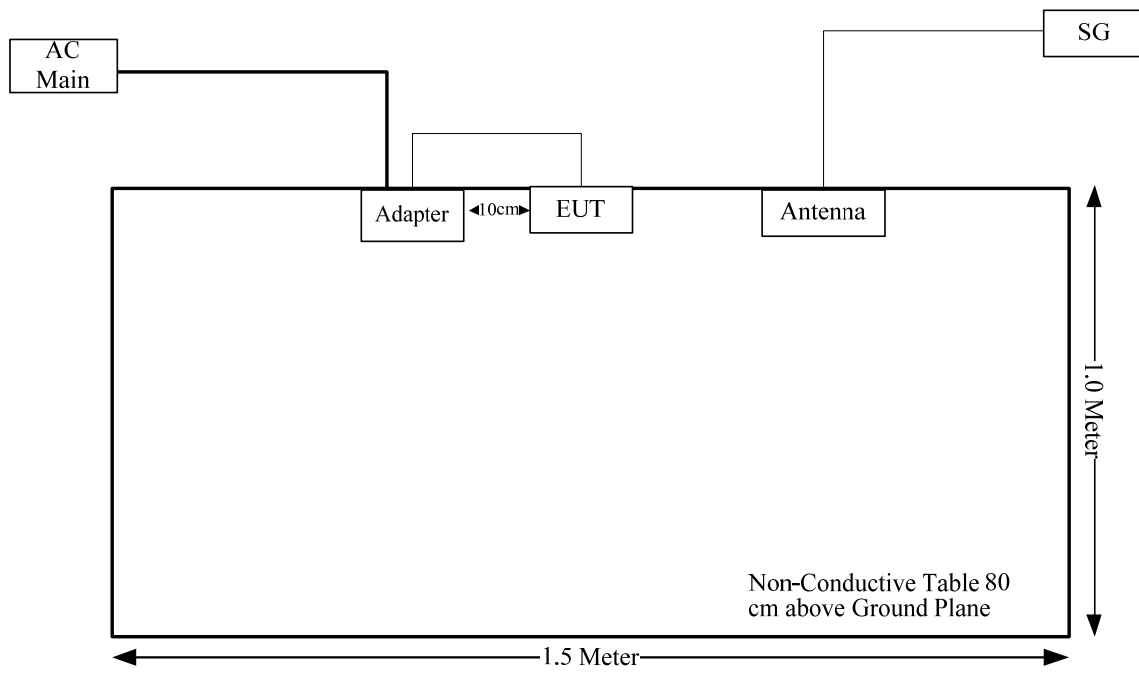 SG
AC
Main
Adapter
10cm
EUT
Antenna
1.0 Meter
Non-Conductive Table 80
cm above Ground Plane
1.5 Meter